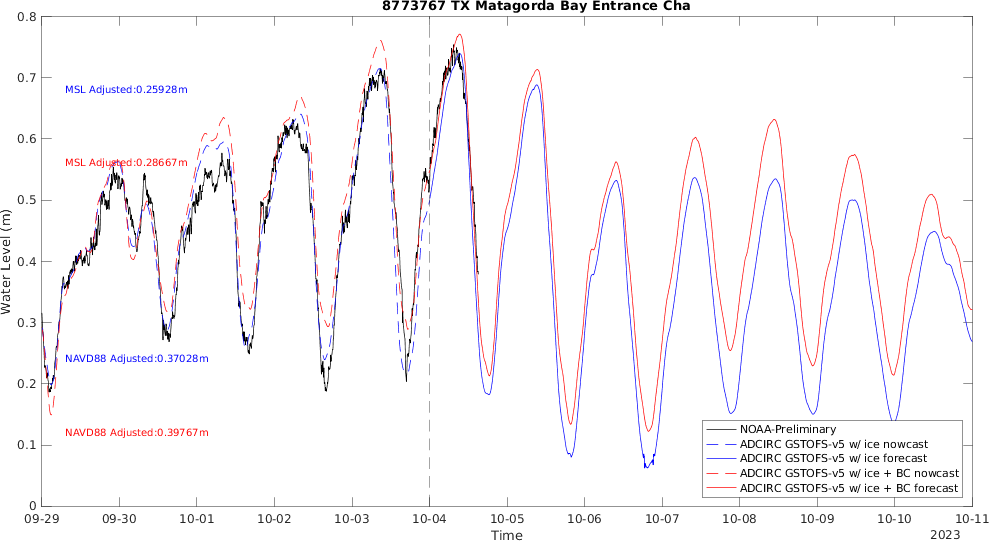 8773767 TX Matagorda Bay Entrance Cha
0.8
0.7
0.6
0.5
0.4
0.3
0.2
0.1
0
Water Level (m)
MSL Adjusted:0.25928m
MSL Adjusted:0.28667m
NAVD88 Adjusted:0.37028m
NAVD88 Adjusted:0.39767m
NOAA-Preliminary
ADCIRC GSTOFS-v5 w/ ice nowcast
ADCIRC GSTOFS-v5 w/ ice forecast
ADCIRC GSTOFS-v5 w/ ice + BC nowcast
ADCIRC GSTOFS-v5 w/ ice + BC forecast
09-29 09-30 10-01 10-02 10-03 10-04 10-05 10-06 10-07 10-08 10-09 10-10 10-11
Time
2023